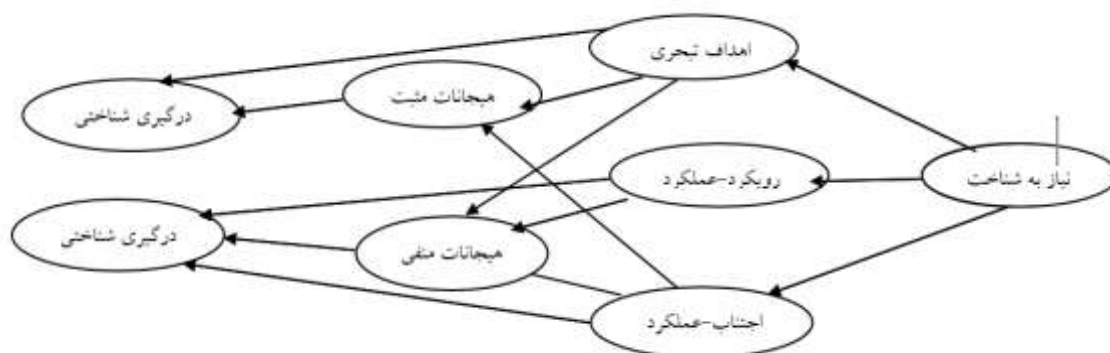 اهداف تبحری
هیجانات مثبت
درگیری شناختی
نیاز به شناخت
رویکرد-عملکرد
درگیری شناختی
هیجانات منفی
اجتناب-عملکرد